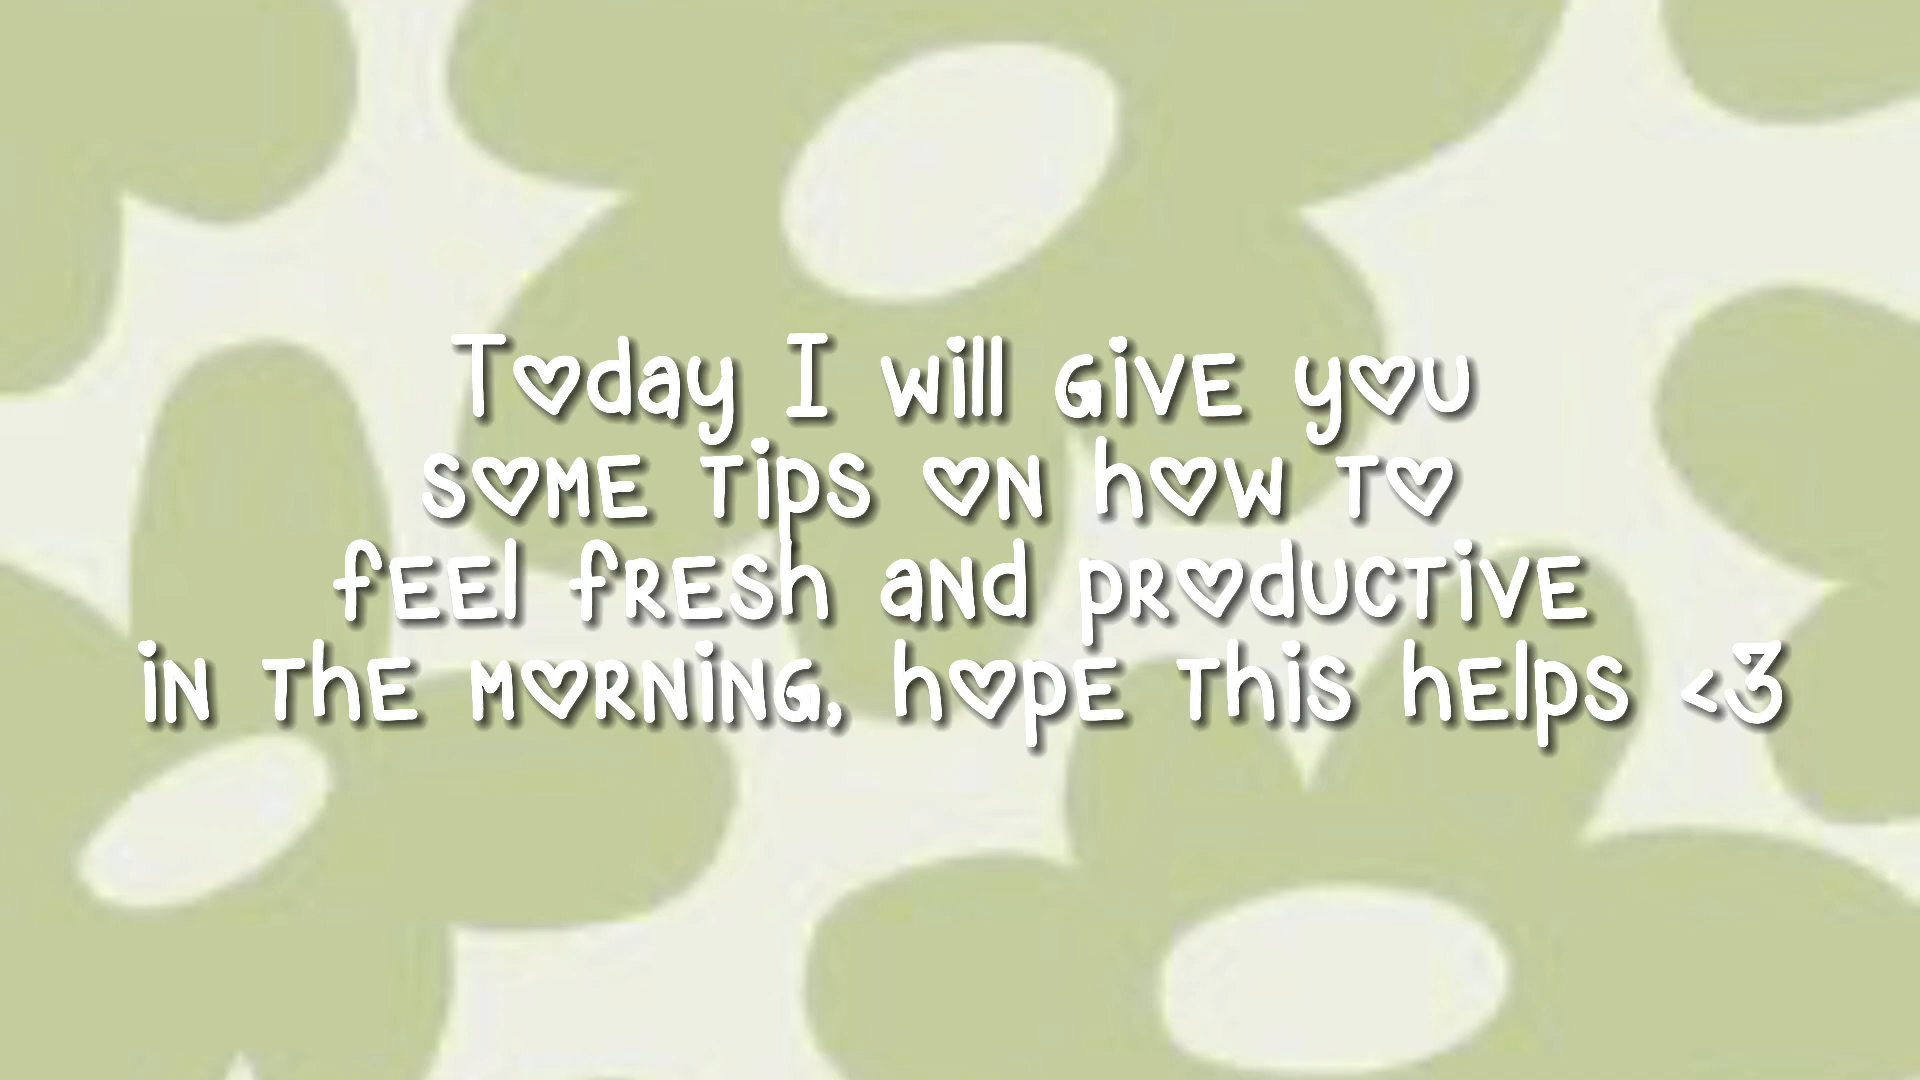 Today I will give you
some tips on how to
feel fresh and productive
in the morning, hope this helps <3